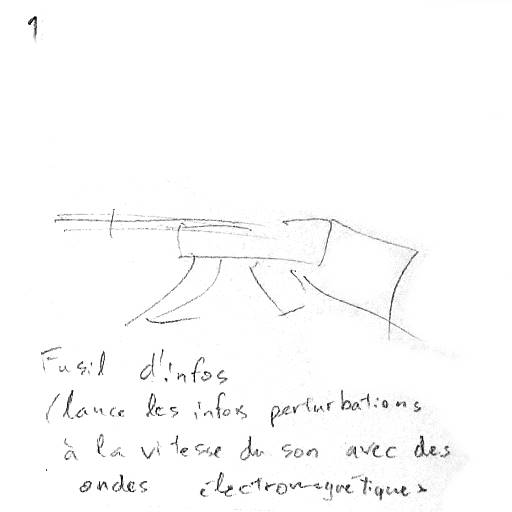 1
Fusil d'infos
(lance les infos perturbations
à la vitesse du son avec des
ondes électromagnétiques